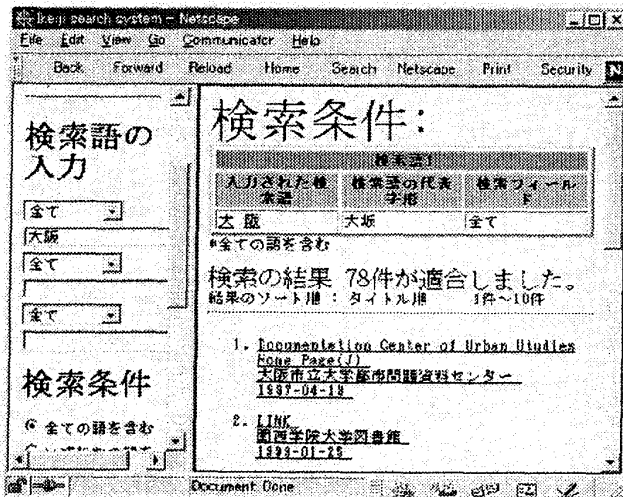 Ikeiji search system - Netscape
File Edit View Go Communicator Help
Back Forward Reload Home Search Netscape Print Security
検索語の
入力
全て
大阪
全て
全て
検索条件
全ての語を含む
検索条件:
検索語1
入力された検
索語
検索語の代表
字形
検索フィール
ド
大 阪
大坂
全て
*全ての語を含む
検索の結果 78件が適合しました。
結果のソート順 : タイトル順 1件~10件
1. Documentation Center of Urban Studies
Home Page(J)
大阪市立大学都市問題資料センター
1997-04-18
2. LINK
関西学院大学図書館
Document: Done